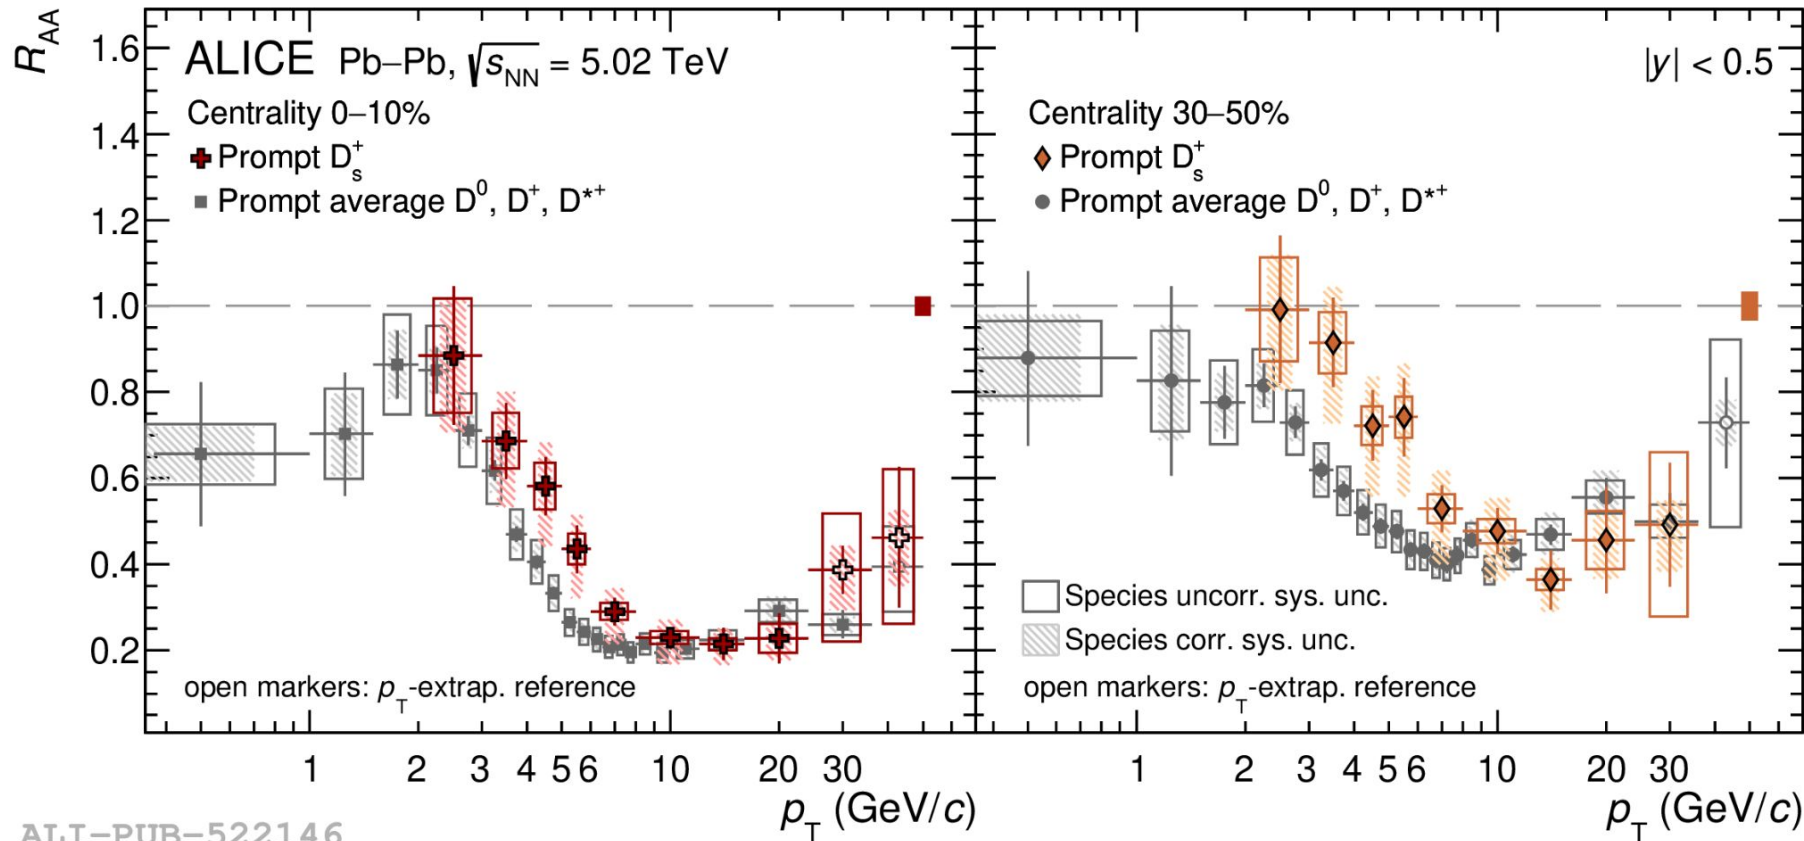 R_AA
ALICE Pb–Pb, √s_NN = 5.02 TeV
Centrality 0–10%
Prompt D_s^+
Prompt average D^0, D^+, D*^+
open markers: p_T-extrap. reference
1.6
1.4
1.2
1.0
0.8
0.6
0.4
0.2
1 2 3 4 5 6 10 20 30
p_T (GeV/c)
|y| < 0.5
Centrality 30–50%
Prompt D_s^+
Prompt average D^0, D^+, D*^+
Species uncorr. sys. unc.
Species corr. sys. unc.
open markers: p_T-extrap. reference
1 2 3 4 5 6 10 20 30
p_T (GeV/c)
ALI-PUB-522146